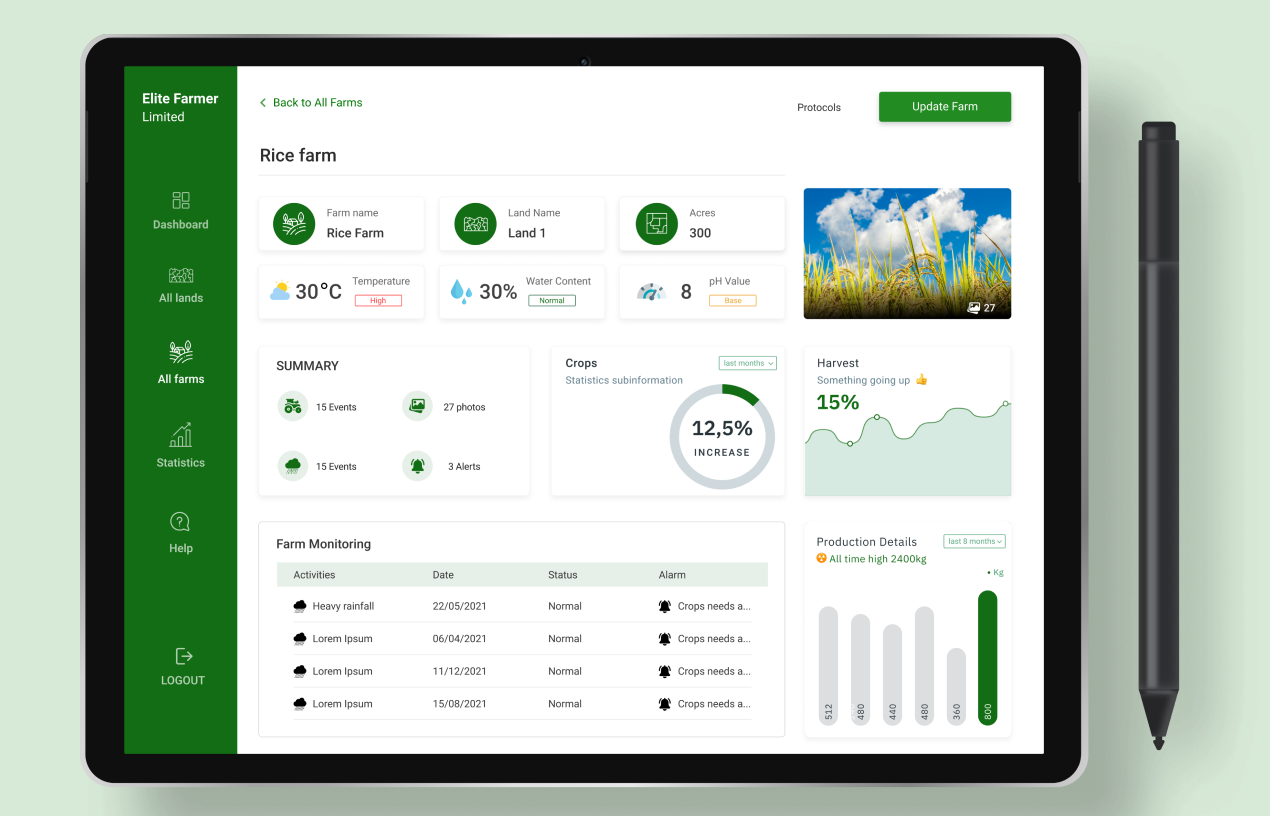 Elite Farmer
Limited
Dashboard
All lands
All farms
Statistics
Help
LOGOUT
Back to All Farms
Protocols
Update Farm
Rice farm
Farm name
Rice Farm
Land Name
Land 1
Acres
300
30°C
Temperature
High
30%
Water Content
Normal
8
pH Value
Base
27
SUMMARY
15 Events
27 photos
15 Events
3 Alerts
Crops
last months
Statistics subinformation
12,5%
INCREASE
Harvest
Something going up 👍
15%
Farm Monitoring
Activities Date Status Alarm
Heavy rainfall 22/05/2021 Normal Crops needs a...
Lorem Ipsum 06/04/2021 Normal Crops needs a...
Lorem Ipsum 11/12/2021 Normal Crops needs a...
Lorem Ipsum 15/08/2021 Normal Crops needs a...
Production Details
last 8 months
All time high 2400kg
• Kg
512
480
440
480
360
800